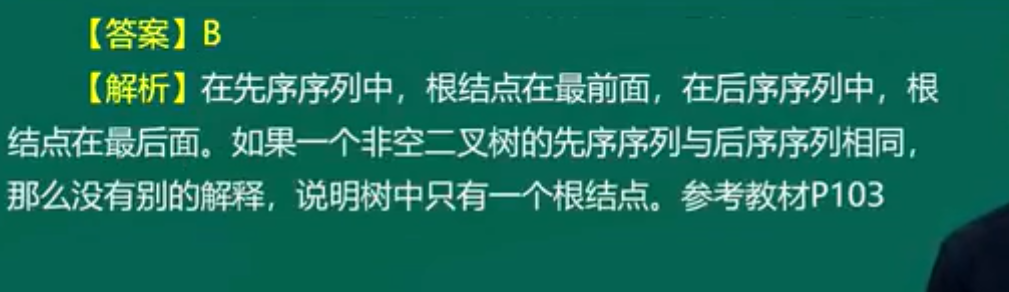 【答案】B
【解析】在先序序列中，根结点在最前面，在后序序列中，根
结点在最后面。如果一个非空二叉树的先序序列与后序序列相同，
那么没有别的解释，说明树中只有一个根结点。参考教材P103